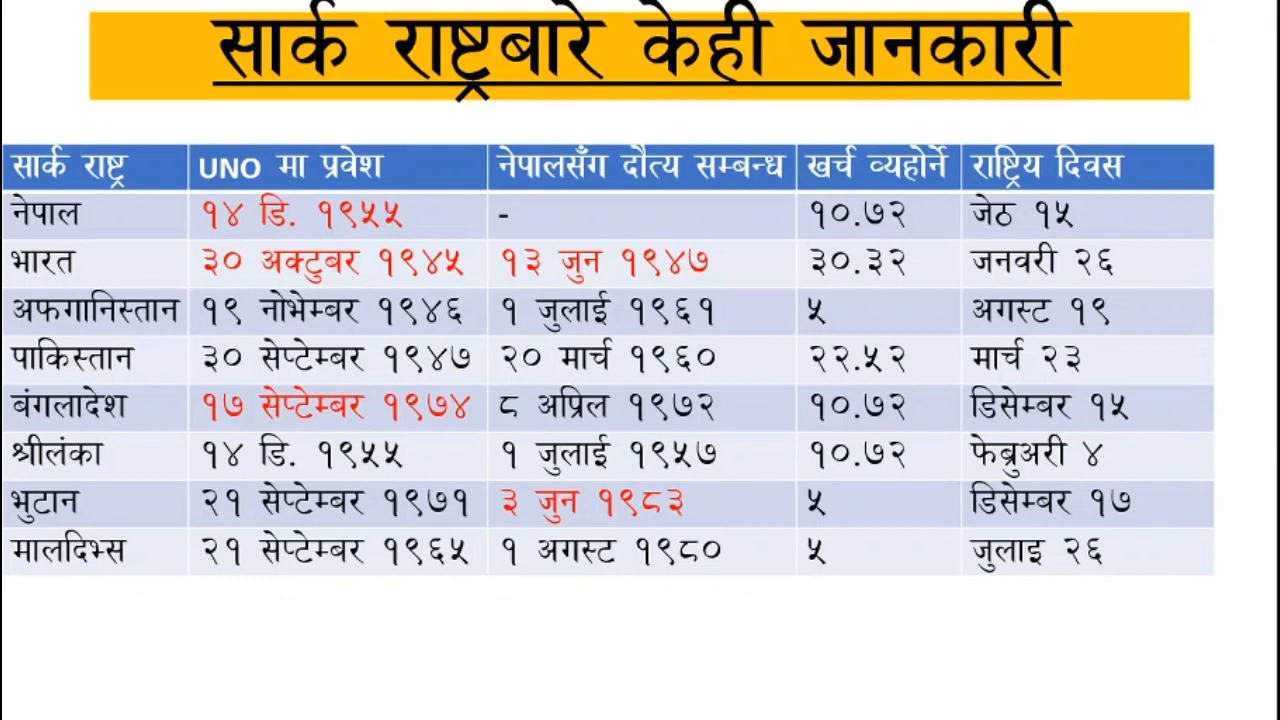 सार्क राष्ट्रबारे केही जानकारी
सार्क राष्ट्र UNO मा प्रवेश नेपालसँग दौत्य सम्बन्ध खर्च व्यहोर्ने राष्ट्रिय दिवस
नेपाल १४ डि. १९५५ - १०.७२ जेठ १५
भारत ३० अक्टुबर १९४५ १३ जुन १९४७ ३०.३२ जनवरी २६
अफगानिस्तान १९ नोभेम्बर १९४६ १ जुलाई १९६१ ५ अगस्ट १९
पाकिस्तान ३० सेप्टेम्बर १९४७ २० मार्च १९६० २२.५२ मार्च २३
बंगलादेश १७ सेप्टेम्बर १९७४ ८ अप्रिल १९७२ १०.७२ डिसेम्बर १५
श्रीलंका १४ डि. १९५५ १ जुलाई १९५७ १०.७२ फेब्रुअरी ४
भुटान २१ सेप्टेम्बर १९७१ ३ जुन १९८३ ५ डिसेम्बर १७
मालदिभ्स २१ सेप्टेम्बर १९६५ १ अगस्ट १९८० ५ जुलाइ २६